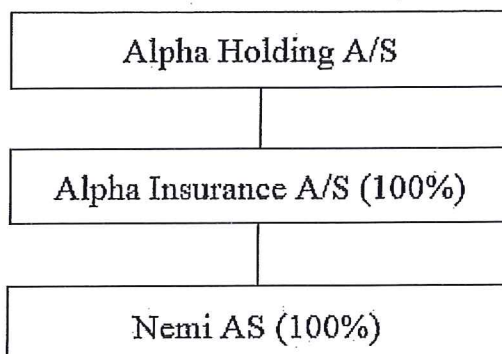 Alpha Holding A/S
Alpha Insurance A/S (100%)
Nemi AS (100%)